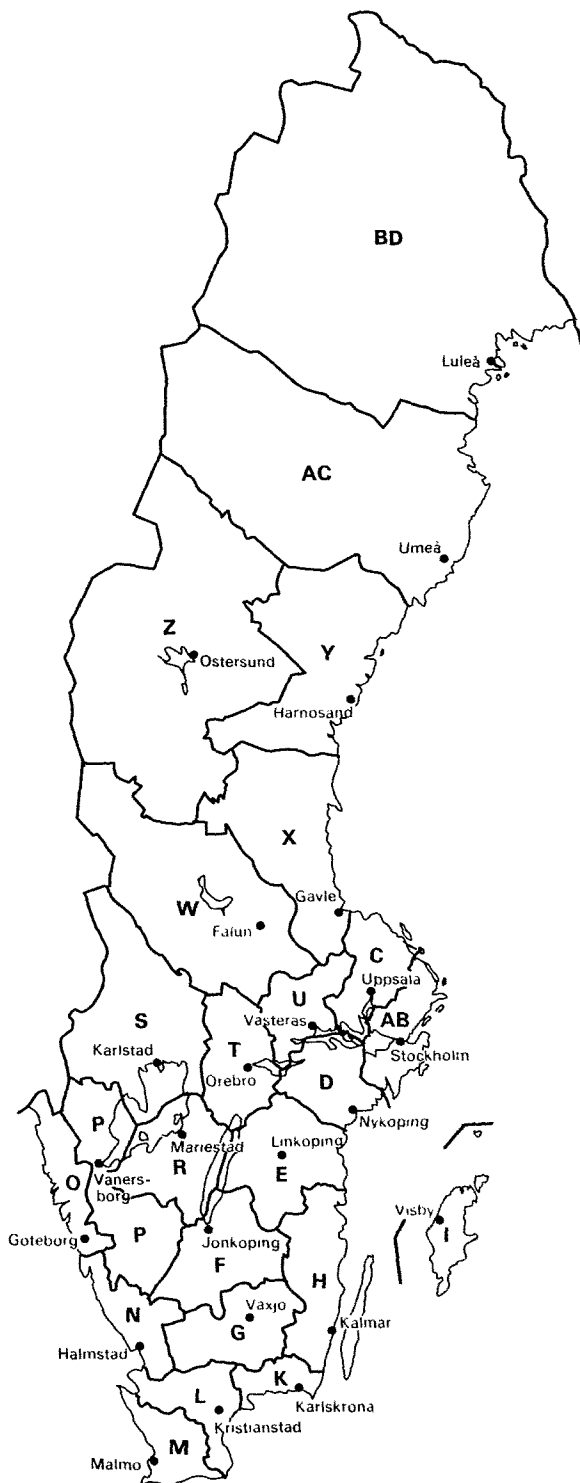 BD
Luleå
AC
Umeå
Z
Ostersund
Y
Harnosand
X
W
Gavle
Falun
C
Uppsala
U
S
AB
Vasteras
Karlstad
T
Stockholm
Orebro
D
P
Nykoping
Mariestad
Linkoping
R
E
O
Vaners-
borg
Visby
I
Goteborg
P
Jonkoping
F
H
N
Vaxjo
G
Kalmar
Halmstad
K
L
Karlskrona
Kristianstad
M
Malmo